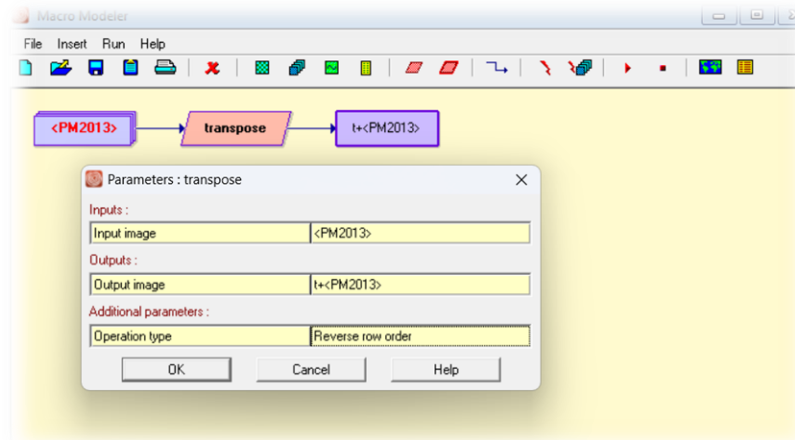 Macro Modeler
File Insert Run Help
<PM2013> transpose t+<PM2013>
Parameters : transpose
Inputs :
Input image <PM2013>
Outputs :
Output image t+<PM2013>
Additional parameters :
Operation type Reverse row order
OK Cancel Help